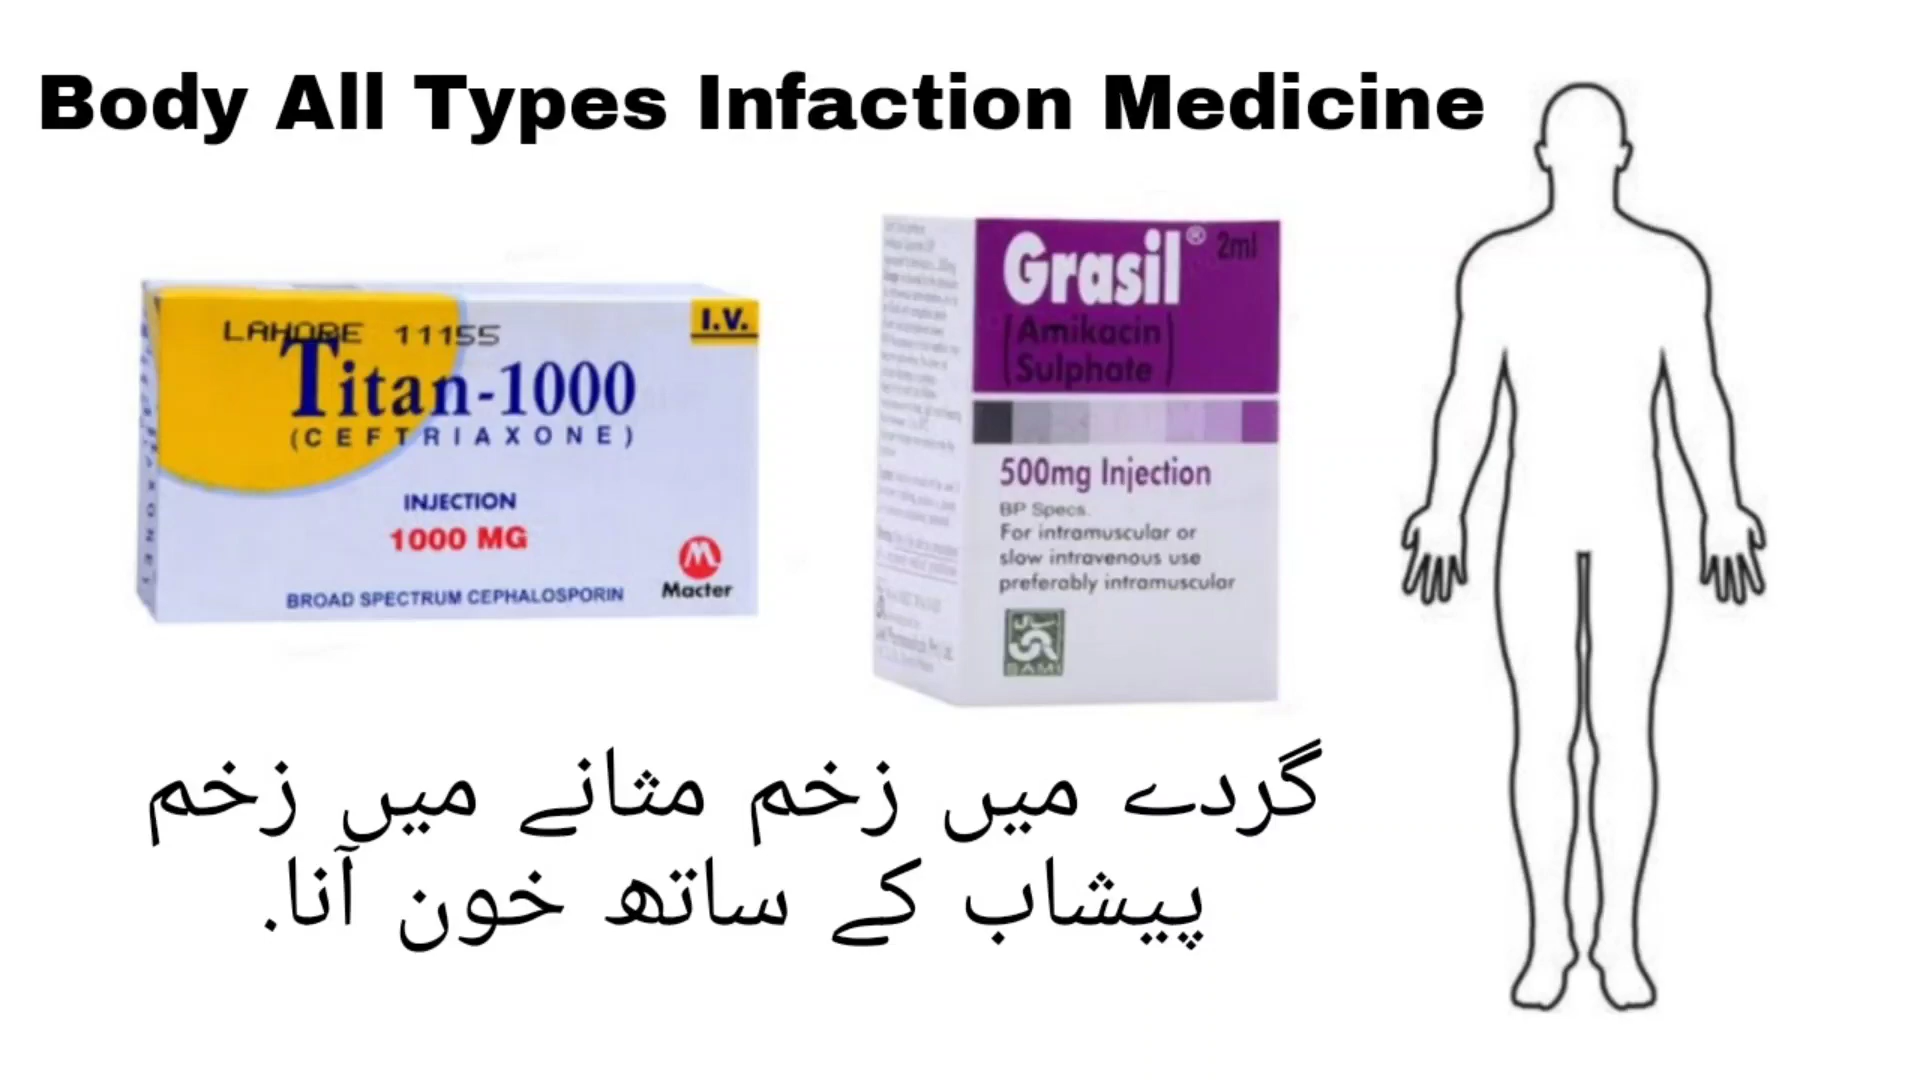 Body All Types Infaction Medicine
LAHORE 11155
I.V.
Titan-1000
(CEFTRIAXONE)
INJECTION
1000 MG
BROAD SPECTRUM CEPHALOSPORIN
Macter
Grasil® 2ml
(Amikacin
Sulphate)
500mg Injection
BP Specs.
For intramuscular or
slow intravenous use
preferably intramuscular
SAMI
گردے میں زخم مثانے میں زخم
پیشاب کے ساتھ خون آنا.